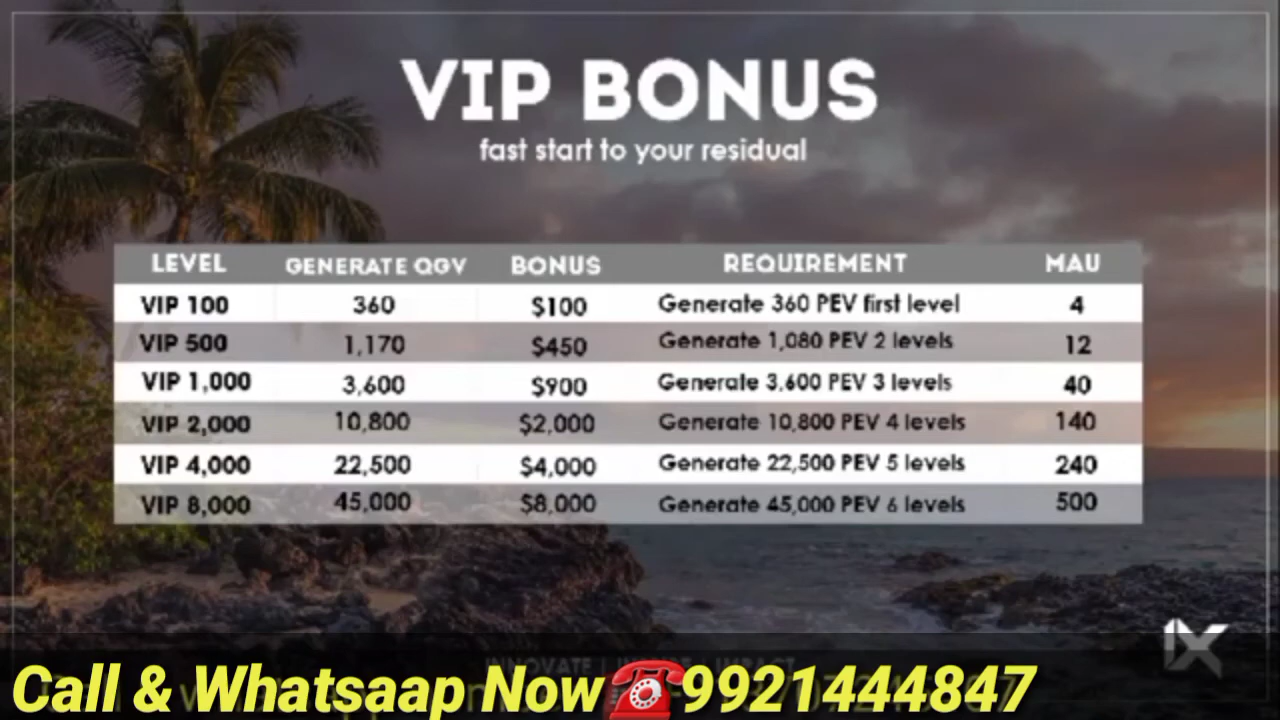 VIP BONUS
fast start to your residual
LEVEL GENERATE QGV BONUS REQUIREMENT MAU
VIP 100 360 $100 Generate 360 PEV first level 4
VIP 500 1,170 $450 Generate 1,080 PEV 2 levels 12
VIP 1,000 3,600 $900 Generate 3,600 PEV 3 levels 40
VIP 2,000 10,800 $2,000 Generate 10,800 PEV 4 levels 140
VIP 4,000 22,500 $4,000 Generate 22,500 PEV 5 levels 240
VIP 8,000 45,000 $8,000 Generate 45,000 PEV 6 levels 500
Call & Whatsaap Now ☎9921444847